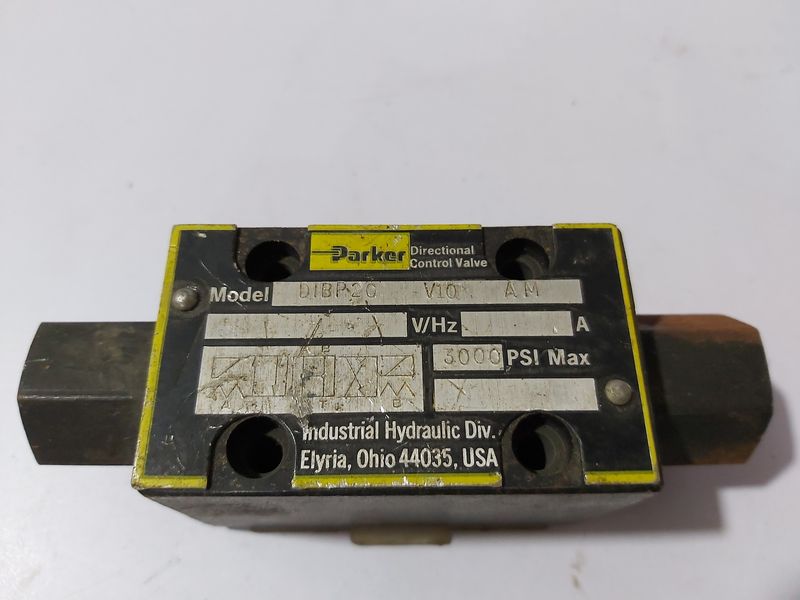 Parker Directional
Control Valve
Model D1BP2C V10 AM
V/Hz A
3000 PSI Max
A B
Industrial Hydraulic Div.
Elyria, Ohio 44035, USA